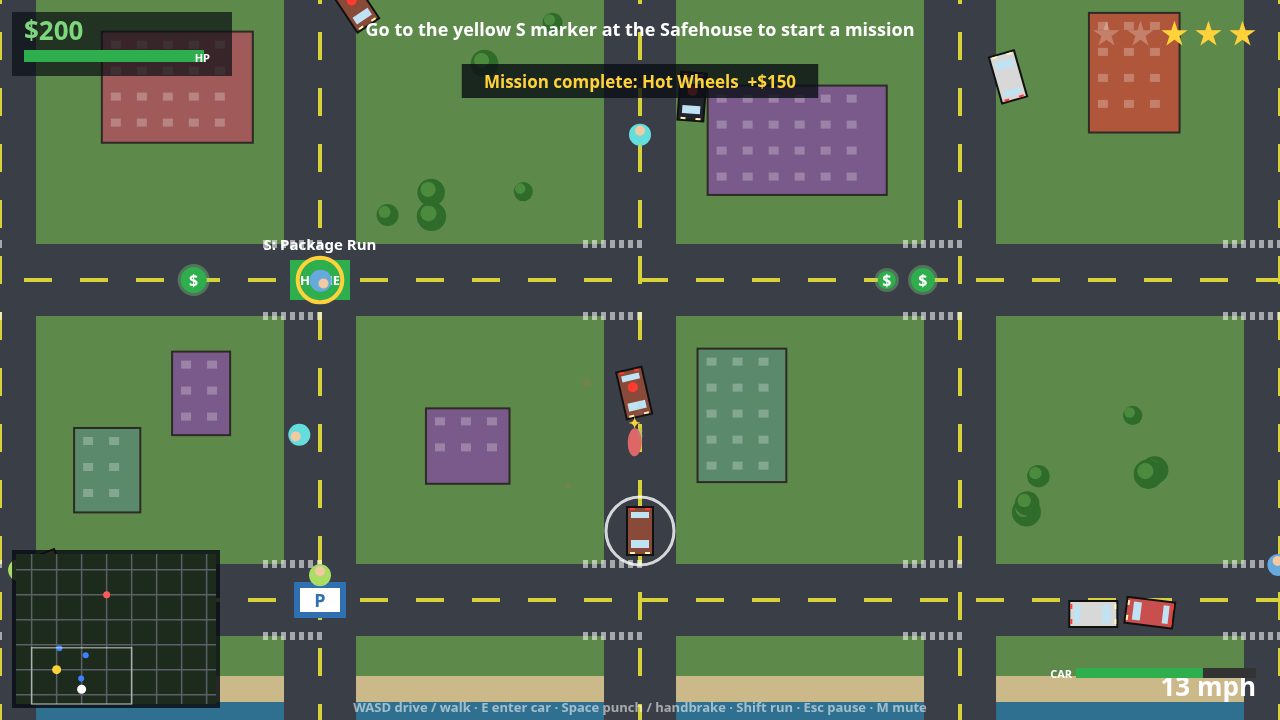 $200
HP
Go to the yellow S marker at the Safehouse to start a mission
Mission complete: Hot Wheels +$150
S: Package Run
$
$
$
P
CAR
13 mph
WASD drive / walk · E enter car · Space punch / handbrake · Shift run · Esc pause · M mute